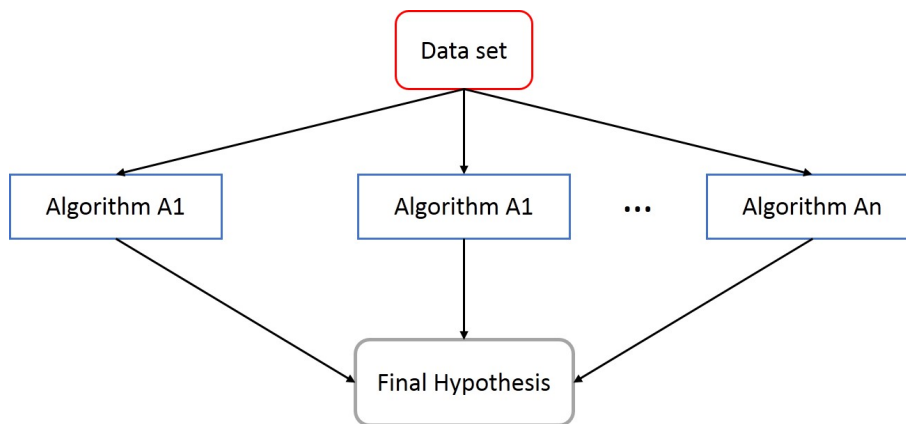 Data set
Algorithm A1
Algorithm A1
...
Algorithm An
Final Hypothesis